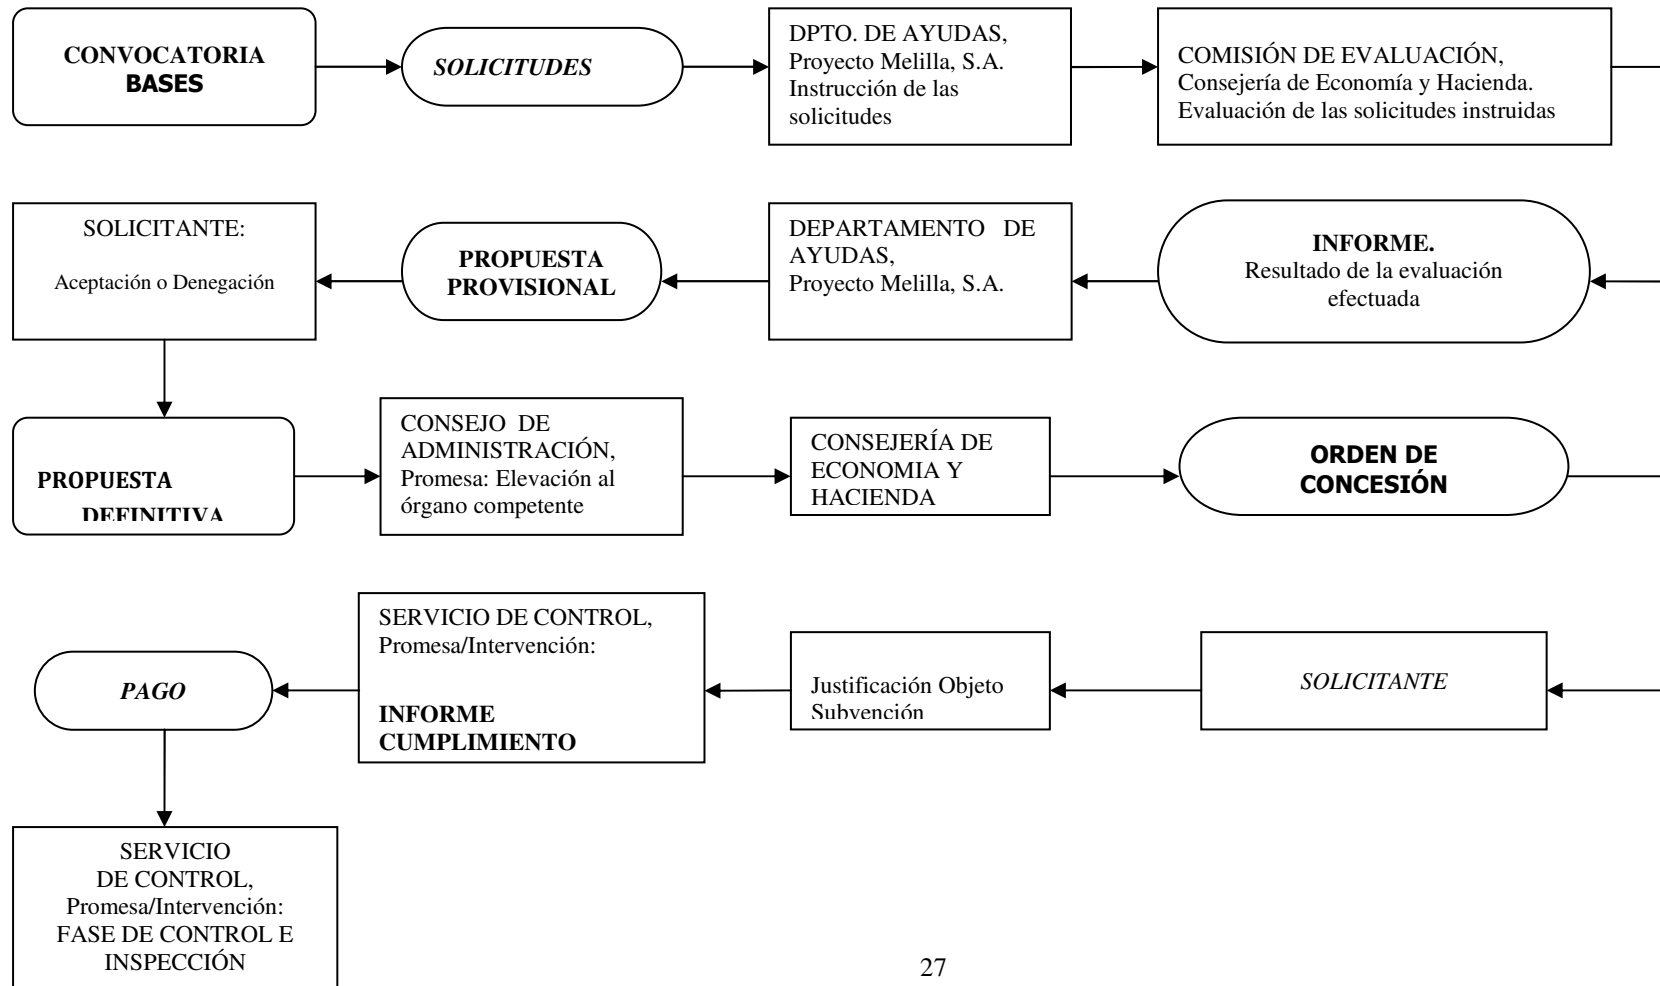 CONVOCATORIA
BASES
SOLICITUDES
DPTO. DE AYUDAS,
Proyecto Melilla, S.A.
Instrucción de las
solicitudes
COMISIÓN DE EVALUACIÓN,
Consejería de Economía y Hacienda.
Evaluación de las solicitudes instruidas
SOLICITANTE:
Aceptación o Denegación
PROPUESTA
PROVISIONAL
DEPARTAMENTO DE
AYUDAS,
Proyecto Melilla, S.A.
INFORME.
Resultado de la evaluación
efectuada
PROPUESTA
DEFINITIVA
CONSEJO DE
ADMINISTRACIÓN,
Promesa: Elevación al
órgano competente
CONSEJERÍA DE
ECONOMIA Y
HACIENDA
ORDEN DE
CONCESIÓN
PAGO
SERVICIO DE CONTROL,
Promesa/Intervención:
INFORME
CUMPLIMIENTO
Justificación Objeto
Subvención
SOLICITANTE
SERVICIO
DE CONTROL,
Promesa/Intervención:
FASE DE CONTROL E
INSPECCIÓN
27